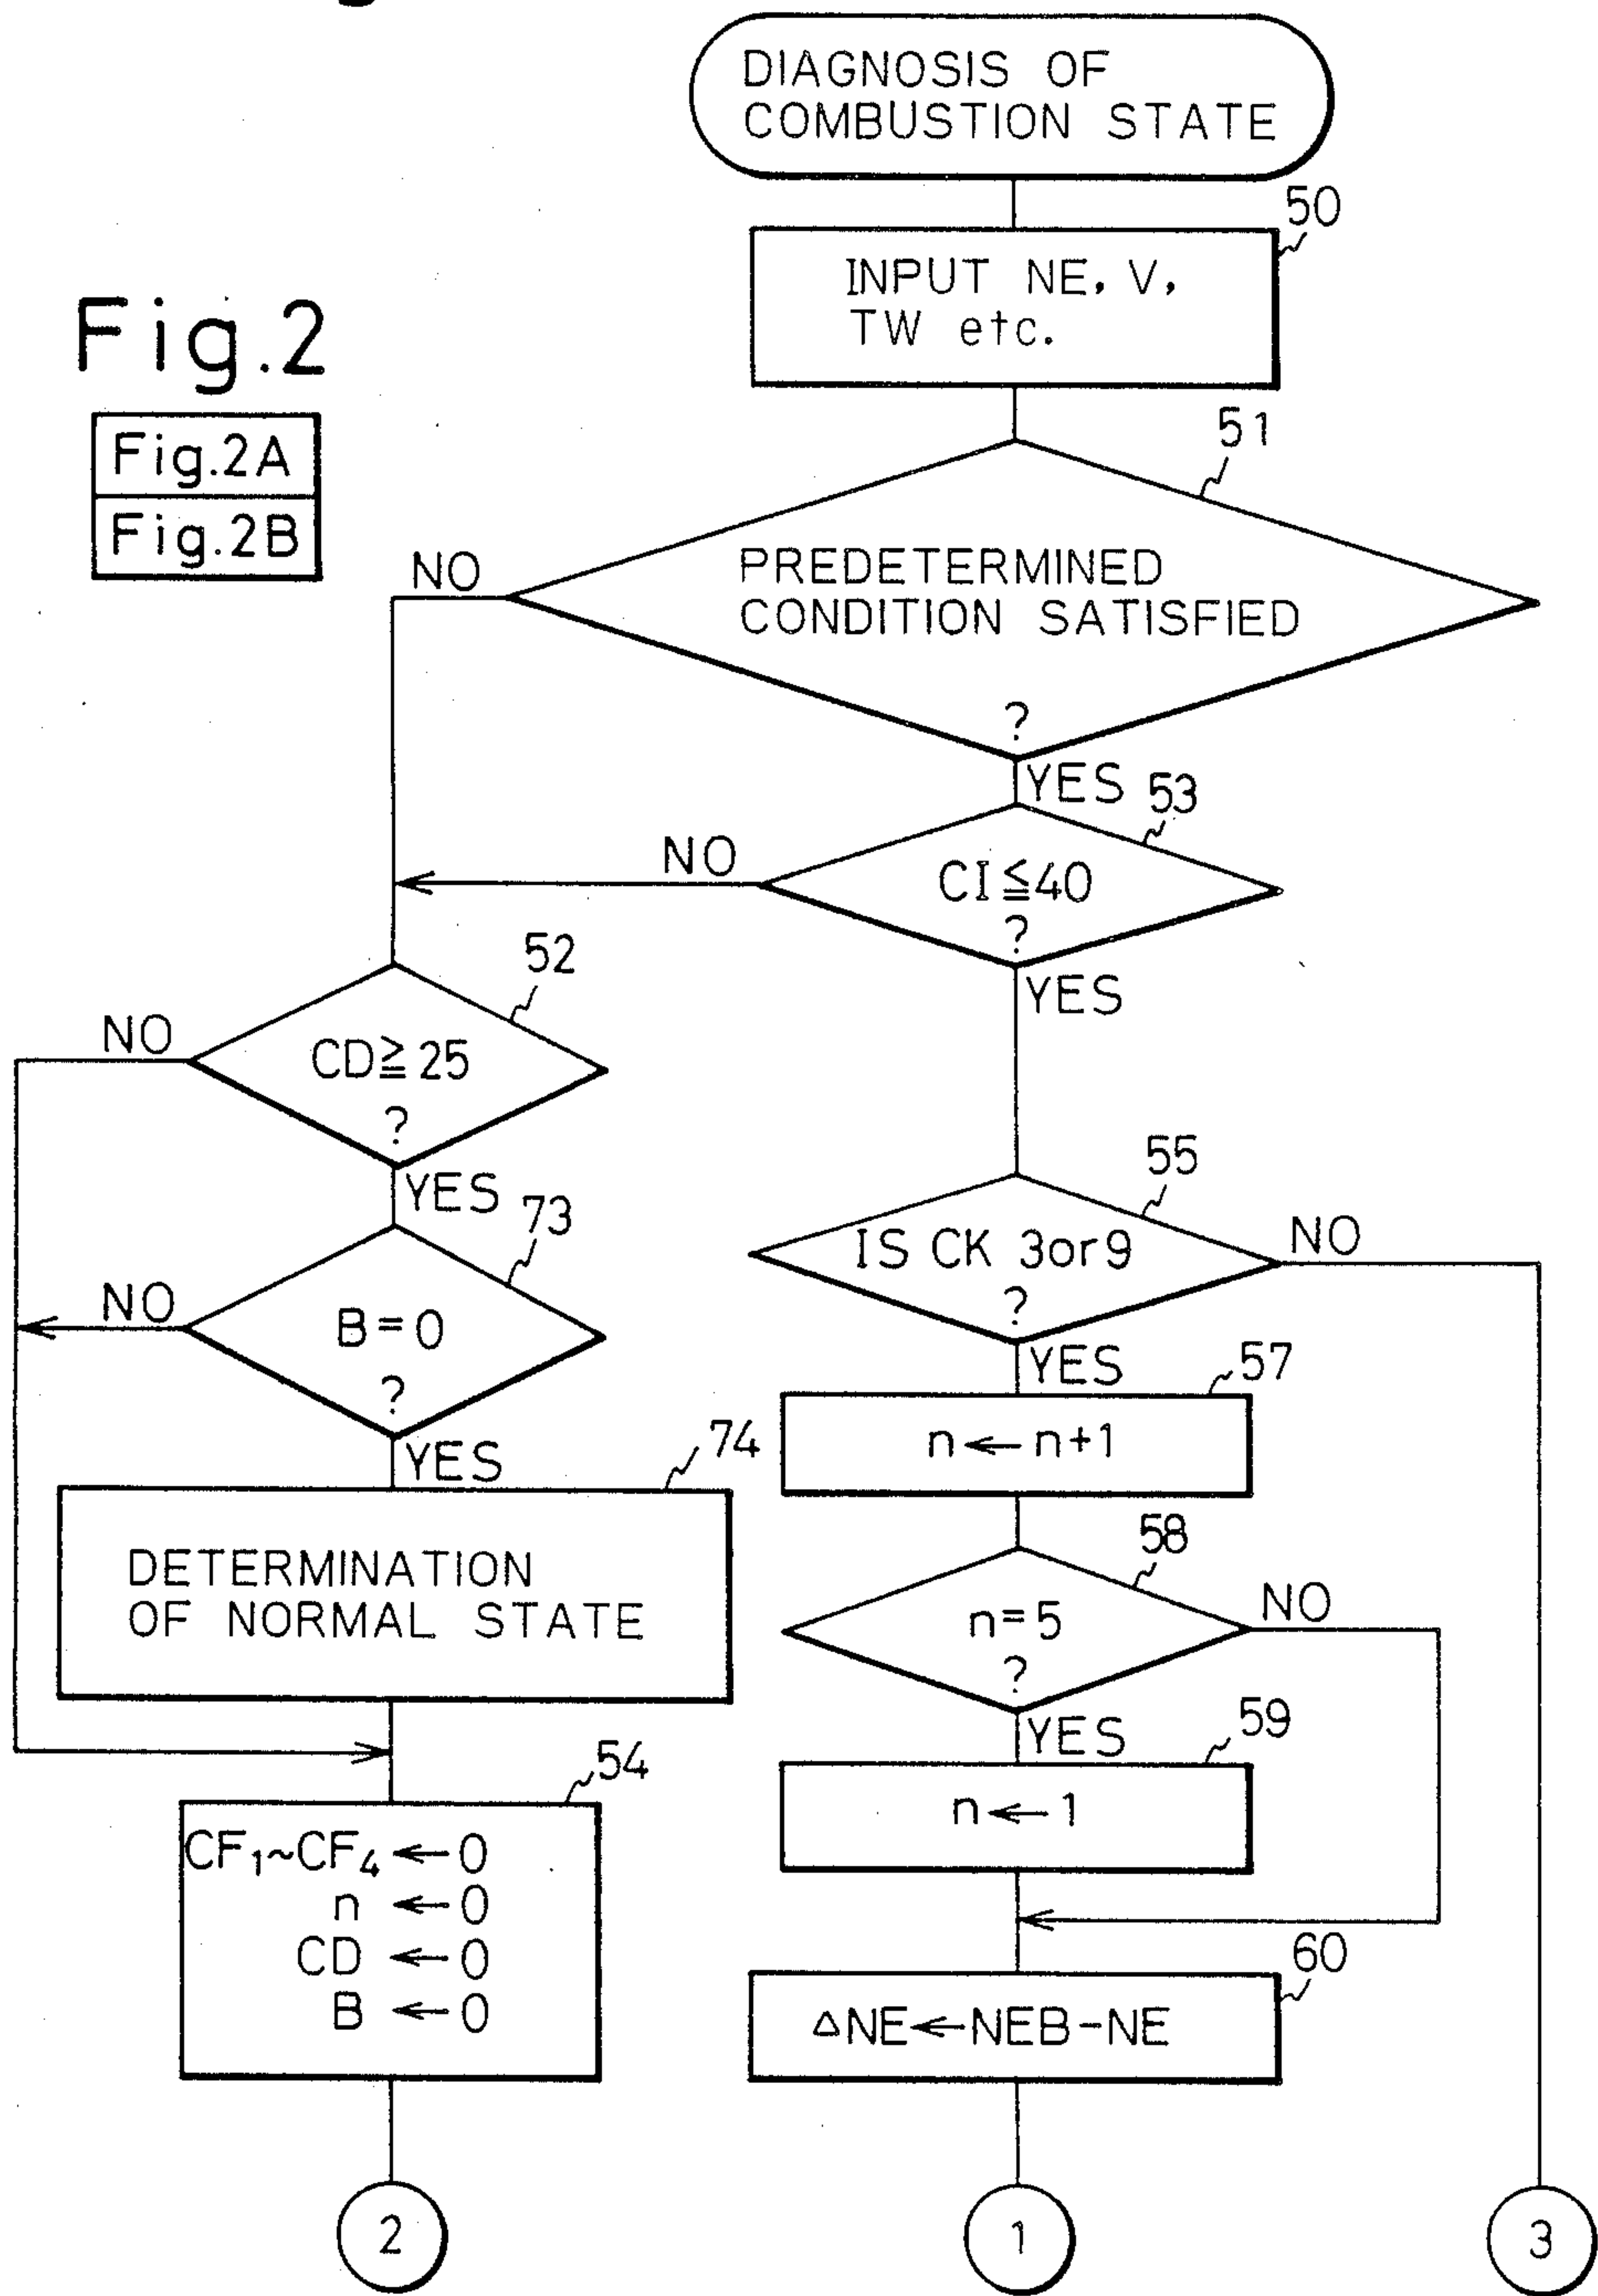 DIAGNOSIS OF
COMBUSTION STATE
50
INPUT NE, V,
TW etc.
Fig.2
Fig.2A
Fig.2B
51
NO
PREDETERMINED
CONDITION SATISFIED
?
YES
53
NO
CI≦40
?
YES
52
NO
CD≧25
?
YES
73
NO
B=0
?
YES
74
DETERMINATION
OF NORMAL STATE
54
CF₁~CF₄ ← 0
n ← 0
CD ← 0
B ← 0
2
55
IS CK 3or9
?
NO
YES
57
n ← n+1
58
n=5
?
NO
YES
59
n ← 1
60
△NE←NEB-NE
1
3